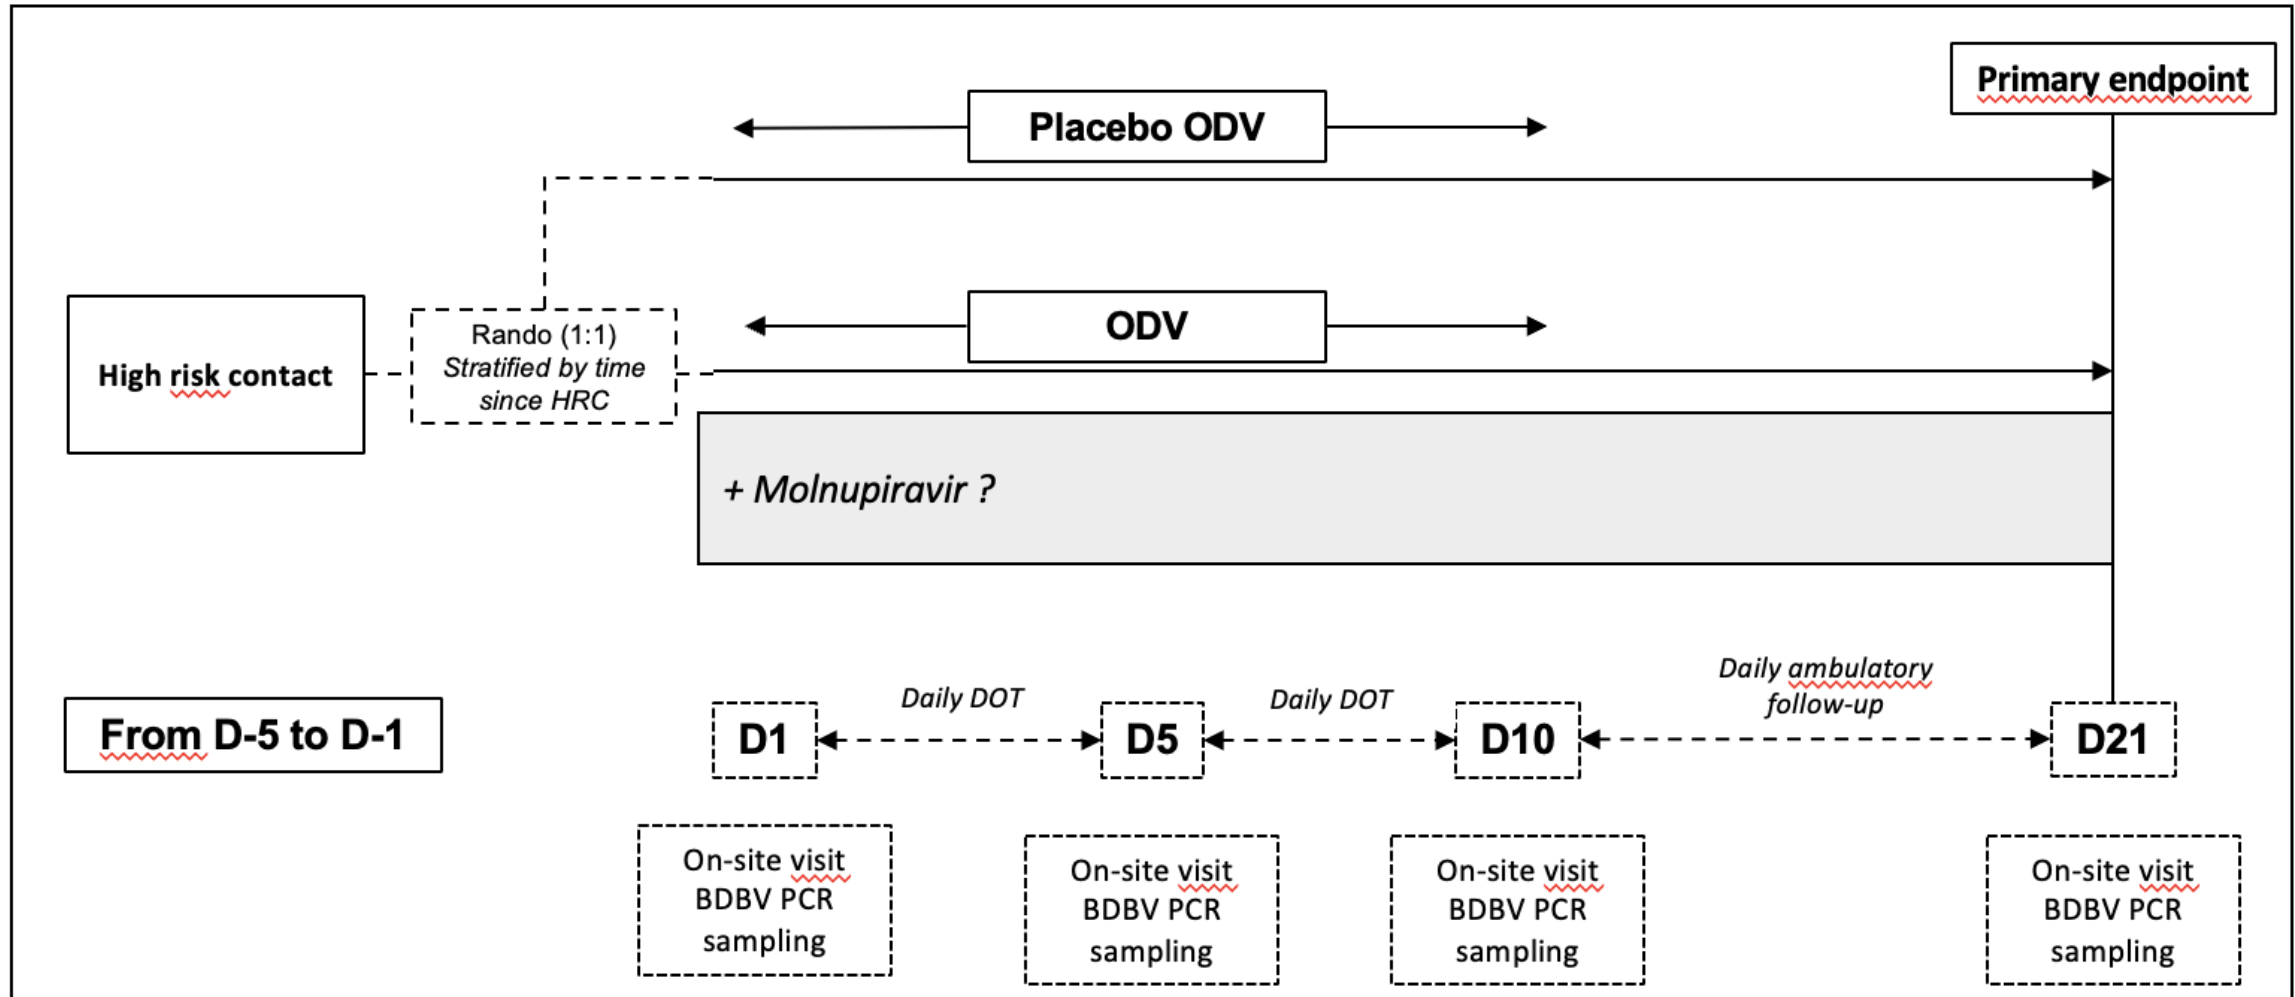 Primary endpoint
Placebo ODV
ODV
High risk contact
Rando (1:1)
Stratified by time
since HRC
+ Molnupiravir ?
From D-5 to D-1
D1
Daily DOT
D5
Daily DOT
D10
Daily ambulatory
follow-up
D21
On-site visit
BDBV PCR
sampling
On-site visit
BDBV PCR
sampling
On-site visit
BDBV PCR
sampling
On-site visit
BDBV PCR
sampling